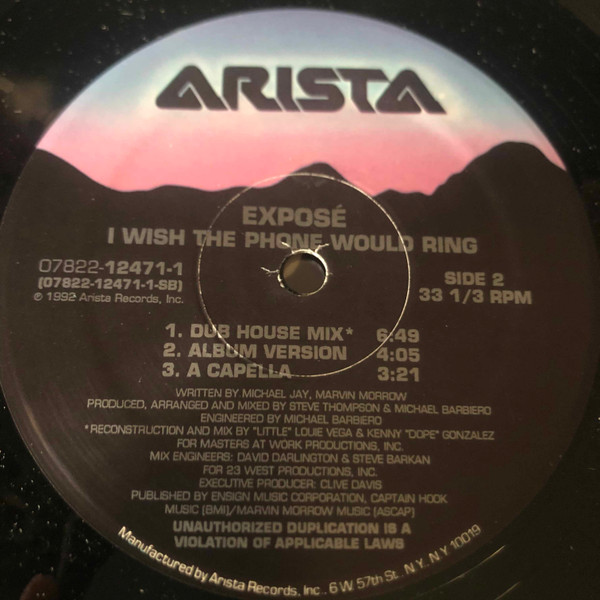 ARISTA
EXPOSÉ
I WISH THE PHONE WOULD RING
07822-12471-1
(07822-12471-1-SB)
℗ 1992 Arista Records, Inc.
SIDE 2
33 1/3 RPM
1. DUB HOUSE MIX* 6:49
2. ALBUM VERSION 4:05
3. A CAPELLA 3:21
WRITTEN BY MICHAEL JAY, MARVIN MORROW
PRODUCED, ARRANGED AND MIXED BY STEVE THOMPSON & MICHAEL BARBIERO
ENGINEERED BY MICHAEL BARBIERO
*RECONSTRUCTION AND MIX BY "LITTLE" LOUIE VEGA & KENNY "DOPE" GONZALEZ
FOR MASTERS AT WORK PRODUCTIONS, INC.
MIX ENGINEERS: DAVID DARLINGTON & STEVE BARKAN
FOR 23 WEST PRODUCTIONS, INC.
EXECUTIVE PRODUCER: CLIVE DAVIS
PUBLISHED BY ENSIGN MUSIC CORPORATION, CAPTAIN HOOK
MUSIC (BMI)/MARVIN MORROW MUSIC (ASCAP)
UNAUTHORIZED DUPLICATION IS A
VIOLATION OF APPLICABLE LAWS
Manufactured by Arista Records, Inc., 6 W. 57th St., N.Y., N.Y. 10019